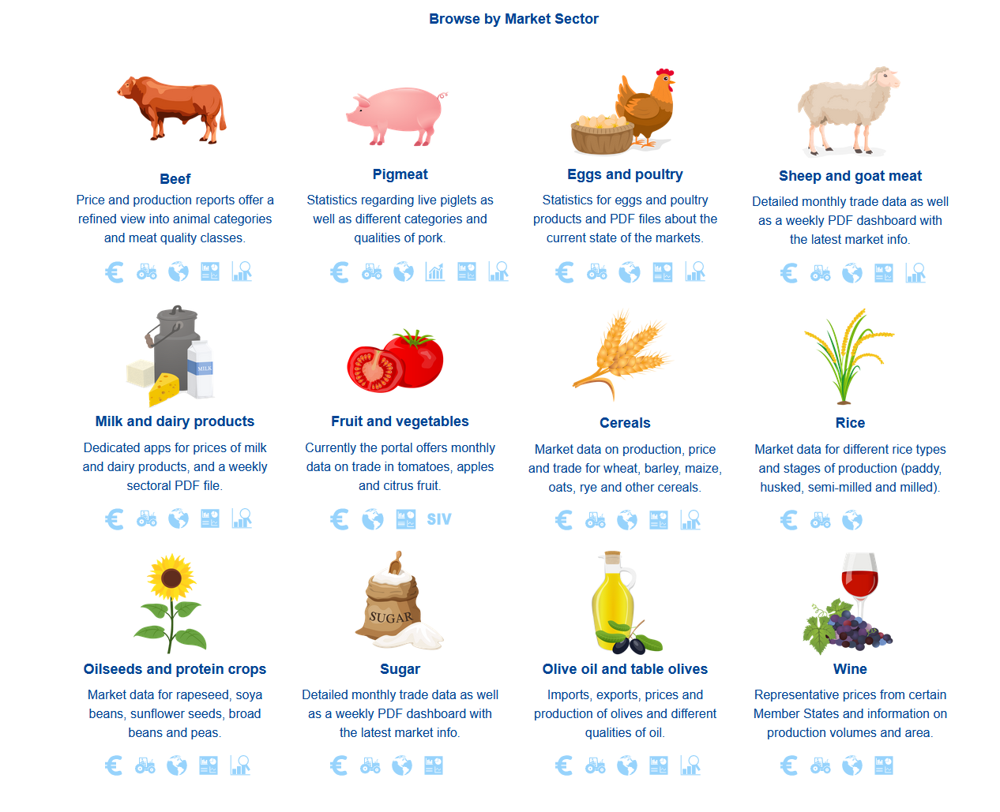 Browse by Market Sector
Beef
Price and production reports offer a
refined view into animal categories
and meat quality classes.
Pigmeat
Statistics regarding live piglets as
well as different categories and
qualities of pork.
Eggs and poultry
Statistics for eggs and poultry
products and PDF files about the
current state of the markets.
Sheep and goat meat
Detailed monthly trade data as well
as a weekly PDF dashboard with
the latest market info.
MILK
Milk and dairy products
Dedicated apps for prices of milk
and dairy products, and a weekly
sectoral PDF file.
Fruit and vegetables
Currently the portal offers monthly
data on trade in tomatoes, apples
and citrus fruit.
SIV
Cereals
Market data on production, price
and trade for wheat, barley, maize,
oats, rye and other cereals.
Rice
Market data for different rice types
and stages of production (paddy,
husked, semi-milled and milled).
Oilseeds and protein crops
Market data for rapeseed, soya
beans, sunflower seeds, broad
beans and peas.
SUGAR
Sugar
Detailed monthly trade data as well
as a weekly PDF dashboard with
the latest market info.
Olive oil and table olives
Imports, exports, prices and
production of olives and different
qualities of oil.
Wine
Representative prices from certain
Member States and information on
production volumes and area.